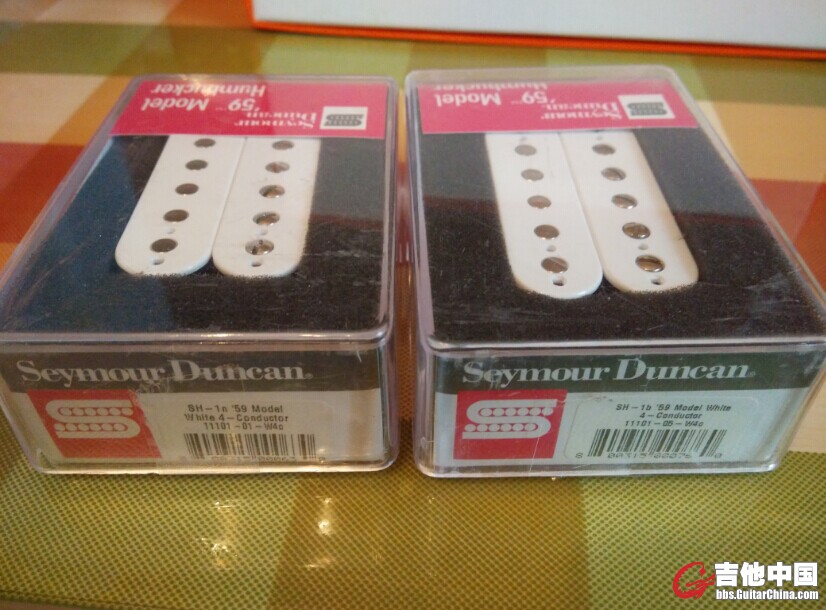 Seymour
Duncan
'59 Model
Humbucker
Seymour
Duncan
'59 Model
Humbucker
Seymour Duncan
SH-1n '59 Model
White 4-Conductor
11101-01-W4c
Seymour Duncan
SH-1b '59 Model White
4-Conductor
11101-05-W4c
吉他中国
bbs.GuitarChina.com